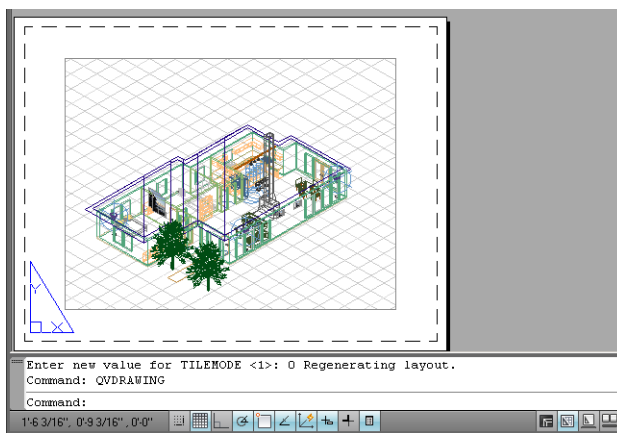 Y
X
Enter new value for TILEMODE <1>: 0 Regenerating layout.
Command: QVDRAWING
Command:
1'-6 3/16", 0'-9 3/16" , 0'-0"